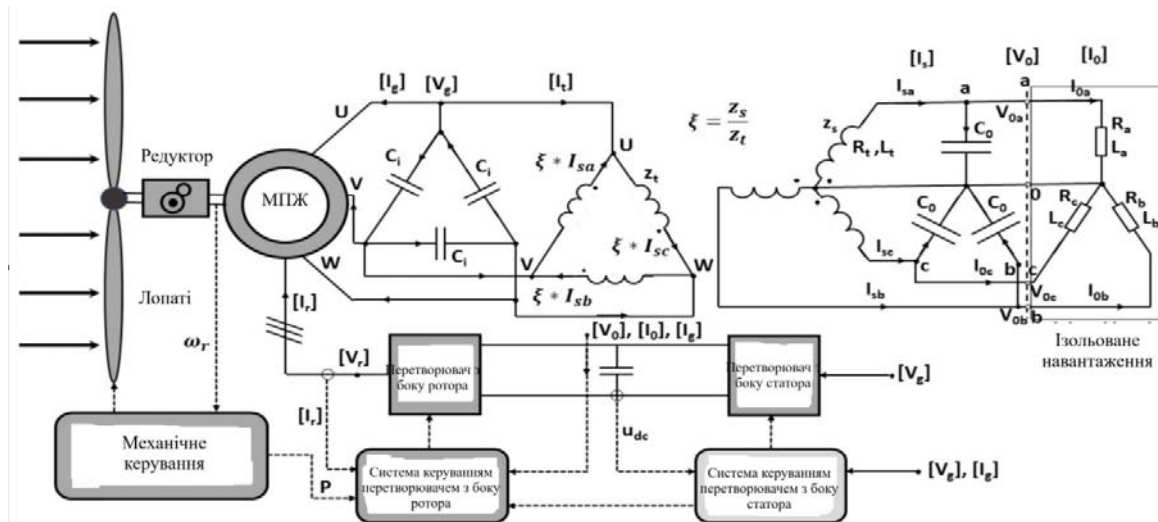 [I_g]
[V_g]
[I_t]
U
Редуктор
МПЖ
V
W
C_i
C_i
C_i
U
ξ * I_sa
z_t
ξ * I_sc
V
W
ξ * I_sb
ξ = z_s / z_t
[I_s]
[V_0]
[I_0]
I_sa
a
a
I_0a
V_0a
z_s
R_t, L_t
C_0
R_a
L_a
0
C_0
C_0
R_c
L_c
R_b
L_b
I_sc
c
b
c
I_0c
V_0c
I_sb
V_0b
b
I_0b
Ізольоване
навантаження
Лопаті
ω_r
[I_r]
[V_r]
[I_r]
[V_0], [I_0], [I_g]
Перетворювач з
боку ротора
Перетворювач з
боку статора
[V_g]
u_dc
Механічне
керування
P
Система керуванням
перетворювачем з боку
ротора
Система керуванням
перетворювачем з боку
статора
[V_g], [I_g]